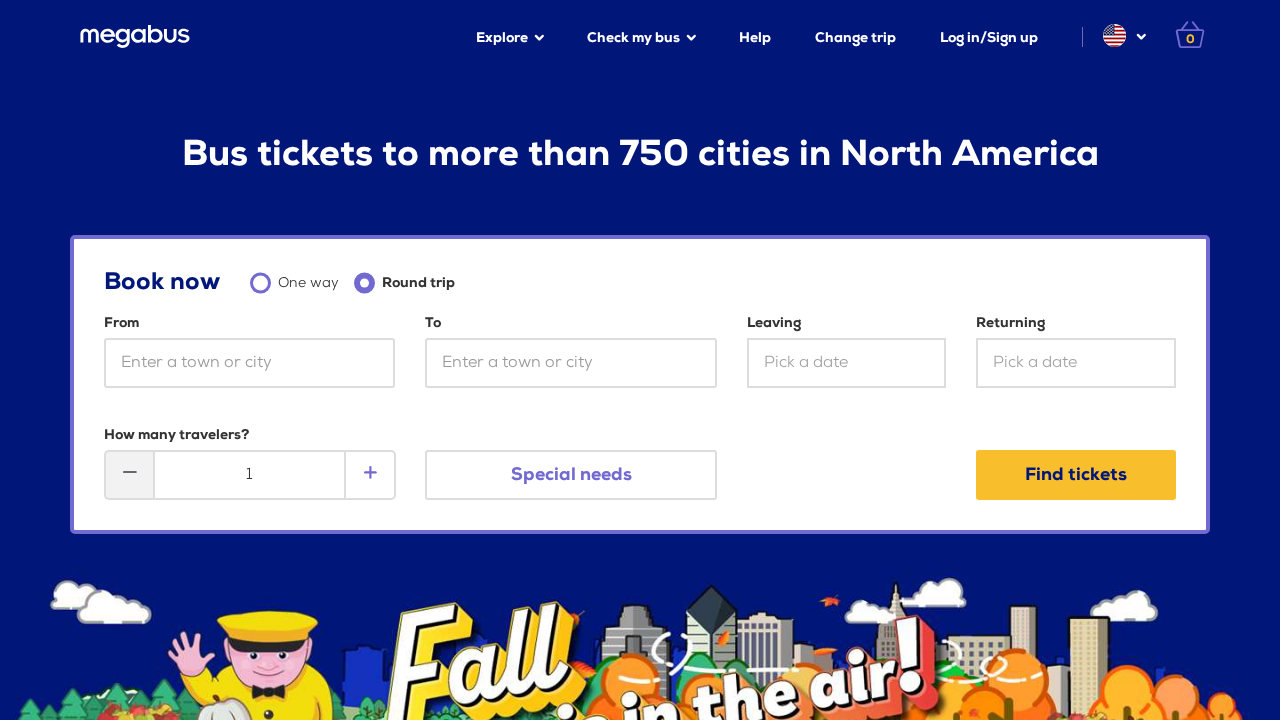 megabus
Explore
Check my bus
Help
Change trip
Log in/Sign up
0
Bus tickets to more than 750 cities in North America
Book now
One way
Round trip
From
To
Leaving
Returning
Enter a town or city
Enter a town or city
Pick a date
Pick a date
How many travelers?
1
Special needs
Find tickets
Fall
is in the air!